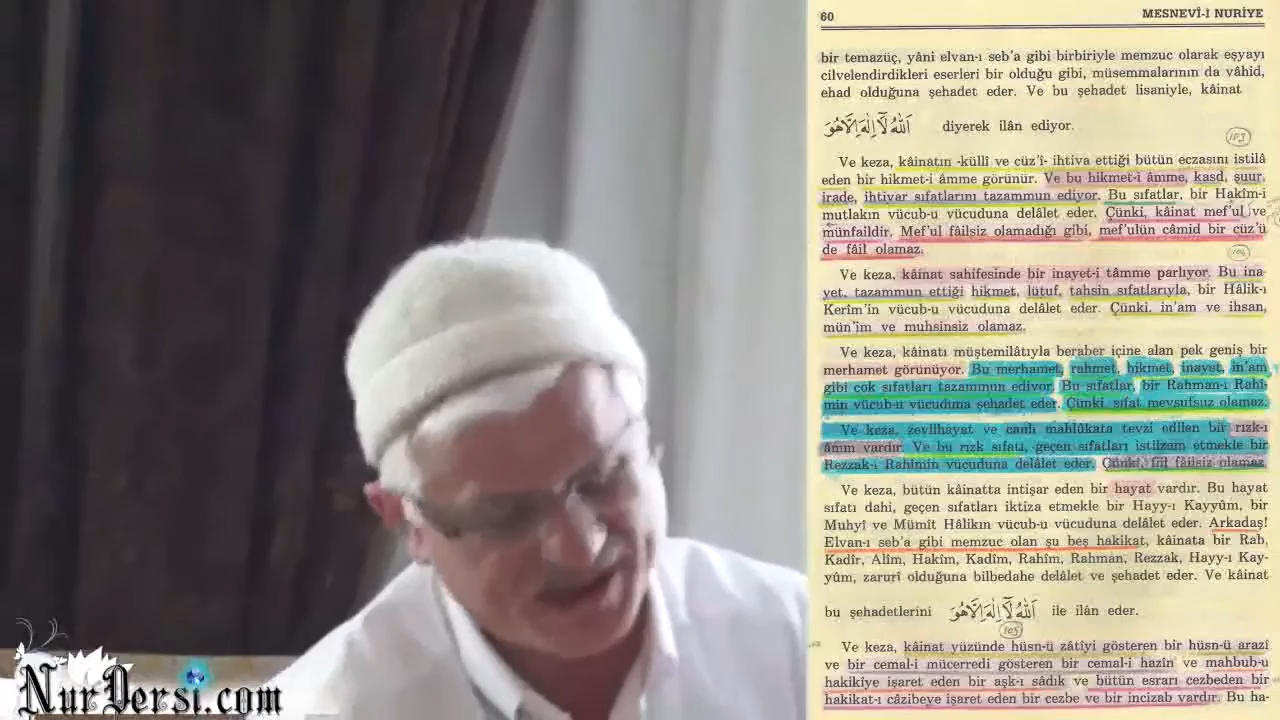 60 MESNEVÎ-İ NURİYE
bir temazüç, yâni elvan-ı seb'a gibi birbiriyle memzuc olarak eşyayı
cilvelendirdikleri eserleri bir olduğu gibi, müsemmalarının da vâhid,
ehad olduğuna şehadet eder. Ve bu şehadet lisaniyle, kâinat
اَللّٰهُ لَٓا اِلٰهَ اِلَّا هُوَ diyerek ilân ediyor.
103
Ve keza, kâinatın -küllî ve cüz'î- ihtiva ettiği bütün eczasını istilâ
eden bir hikmet-i âmme görünür. Ve bu hikmet-i âmme, kasd, şuur,
irade, ihtiyar sıfatlarını tazammun ediyor. Bu sıfatlar, bir Hakîm-i
mutlakın vücub-u vücuduna delâlet eder. Çünki, kâinat mef'ul ve
münfaildir. Mef'ul fâilsiz olamadığı gibi, mef'ulün câmid bir cüz'ü
de fâil olamaz.
104
Ve keza, kâinat sahifesinde bir inayet-i tâmme parlıyor. Bu ina-
yet, tazammun ettiği hikmet, lütuf, tahsin sıfatlarıyla, bir Hâlik-ı
Kerîm'in vücub-u vücuduna delâlet eder. Çünki, in'am ve ihsan,
mün'im ve muhsinsiz olamaz.
Ve keza, kâinatı müştemilâtıyla beraber içine alan pek geniş bir
merhamet görünüyor. Bu merhamet, rahmet, hikmet, inayet, in'am
gibi çok sıfatları tazammun ediyor. Bu sıfatlar, bir Rahman-ı Rahî-
min vücub-u vücuduna şehadet eder. Çünki, sıfat mevsufsuz olamaz.
Ve keza, zevilhayat ve canlı mahlûkata tevzi edilen bir rızk-ı
âmm vardır. Ve bu rızk sıfatı, geçen sıfatları istilzam etmekle bir
Rezzak-ı Rahîmin vücuduna delâlet eder. Çünki, fiil fâilsiz olamaz.
Ve keza, bütün kâinatta intişar eden bir hayat vardır. Bu hayat
sıfatı dahi, geçen sıfatları iktiza etmekle bir Hayy-ı Kayyûm, bir
Muhyî ve Mümît Hâlikın vücub-u vücuduna delâlet eder. Arkadaş!
Elvan-ı seb'a gibi memzuc olan şu beş hakikat, kâinata bir Rab,
Kadîr, Alîm, Hakîm, Kadîm, Rahîm, Rahman, Rezzak, Hayy-ı Kay-
yûm, zarurî olduğuna bilbedahe delâlet ve şehadet eder. Ve kâinat
bu şehadetlerini اَللّٰهُ لَٓا اِلٰهَ اِلَّا هُوَ ile ilân eder.
105
Ve keza, kâinat yüzünde hüsn-ü zâtîyi gösteren bir hüsn-ü arazî
ve bir cemal-i mücerredi gösteren bir cemal-i hazîn ve mahbub-u
hakikiye işaret eden bir aşk-ı sâdık ve bütün esrarı cezbeden bir
hakikat-ı câzibeye işaret eden bir cezbe ve bir incizab vardır. Bu ha-
NurDersi.com